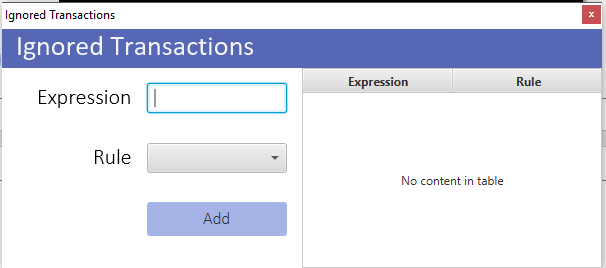 Ignored Transactions
Ignored Transactions
Expression
Rule
Add
Expression Rule
No content in table